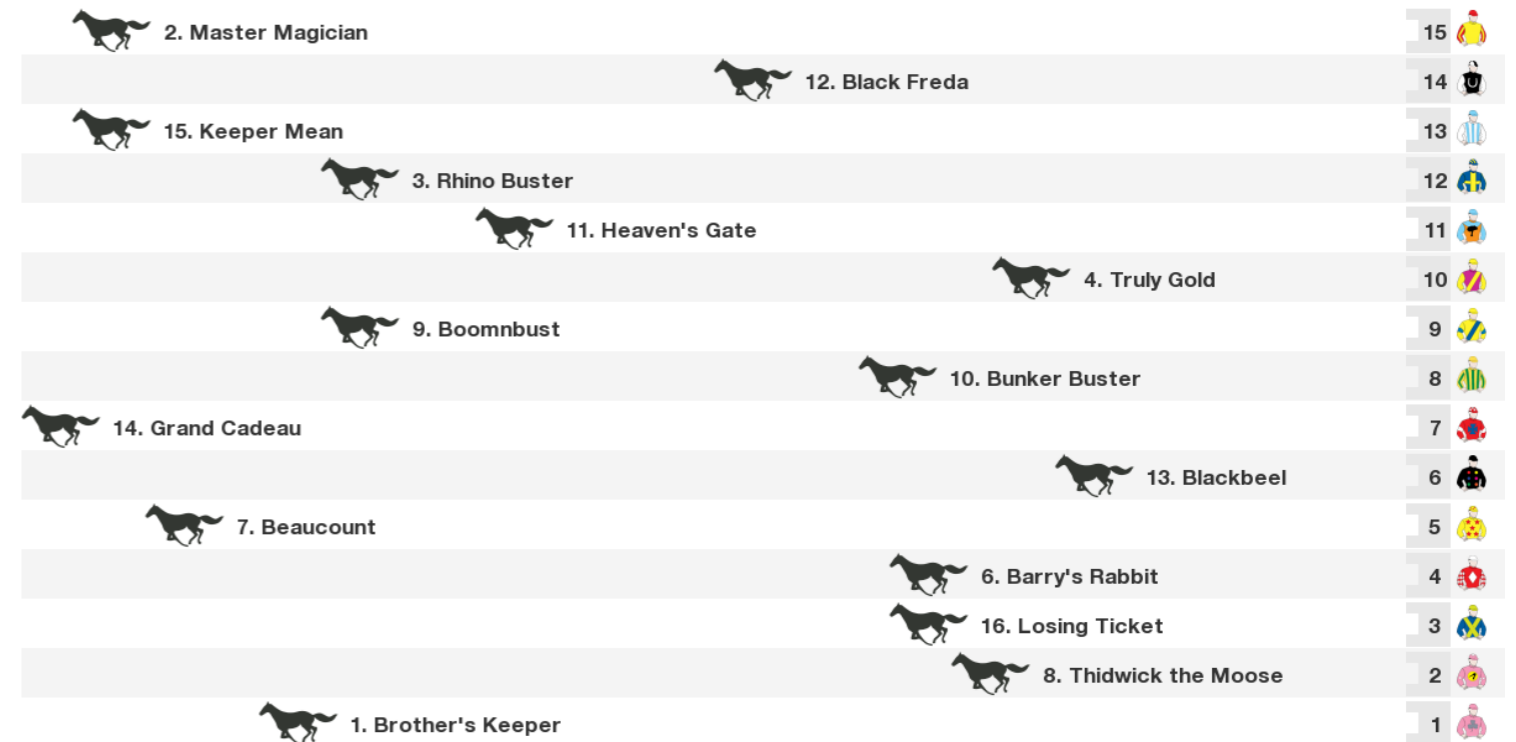 2. Master Magician 15
12. Black Freda 14
15. Keeper Mean 13
3. Rhino Buster 12
11. Heaven's Gate 11
4. Truly Gold 10
9. Boomnbust 9
10. Bunker Buster 8
14. Grand Cadeau 7
13. Blackbeel 6
7. Beaucount 5
6. Barry's Rabbit 4
16. Losing Ticket 3
8. Thidwick the Moose 2
1. Brother's Keeper 1